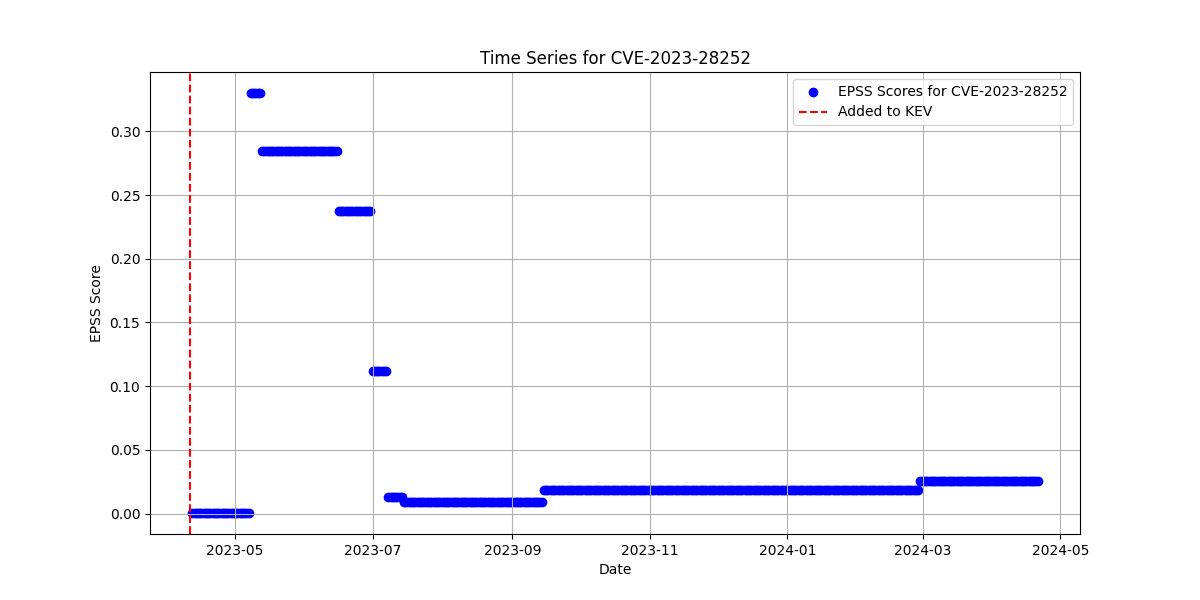 Time Series for CVE-2023-28252
EPSS Scores for CVE-2023-28252
Added to KEV
EPSS Score
0.30
0.25
0.20
0.15
0.10
0.05
0.00
2023-05 2023-07 2023-09 2023-11 2024-01 2024-03 2024-05
Date